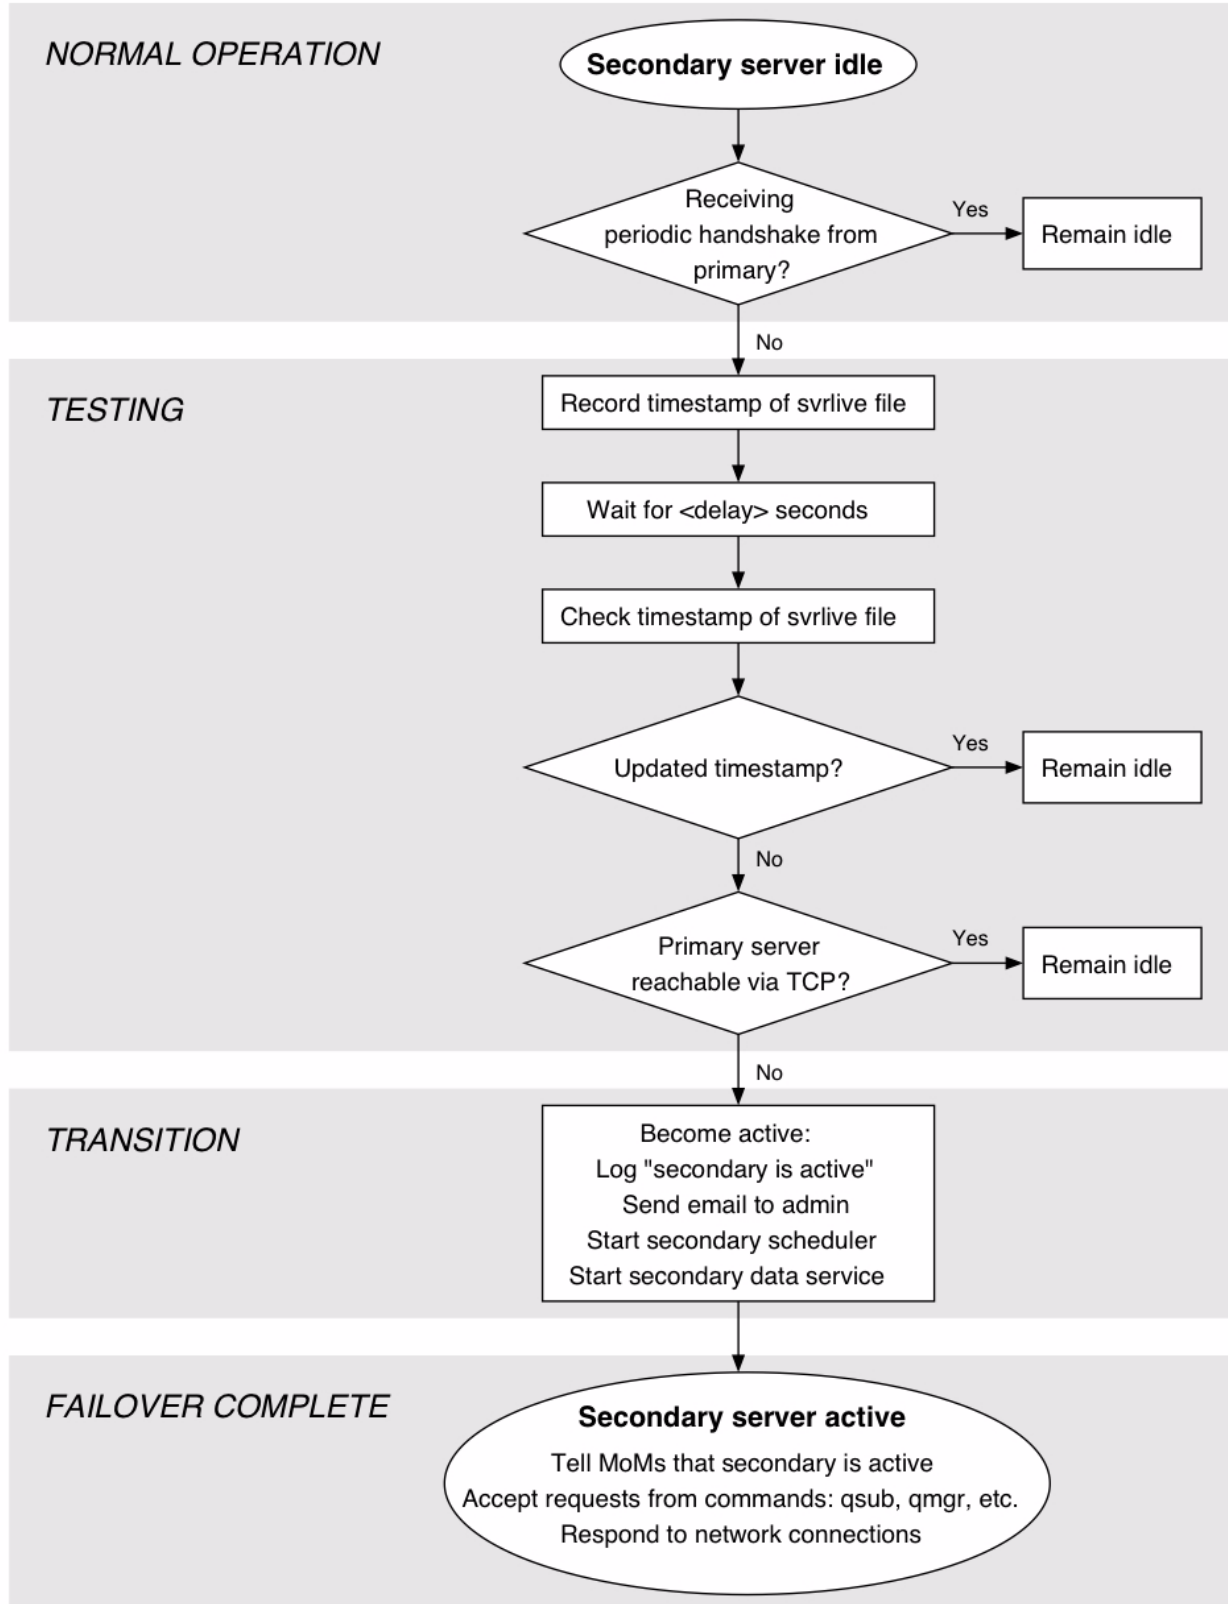 NORMAL OPERATION
Secondary server idle
Receiving
periodic handshake from
primary?
Yes
Remain idle
No
TESTING
Record timestamp of svrlive file
Wait for <delay> seconds
Check timestamp of svrlive file
Updated timestamp?
Yes
Remain idle
No
Primary server
reachable via TCP?
Yes
Remain idle
No
TRANSITION
Become active:
Log "secondary is active"
Send email to admin
Start secondary scheduler
Start secondary data service
FAILOVER COMPLETE
Secondary server active
Tell MoMs that secondary is active
Accept requests from commands: qsub, qmgr, etc.
Respond to network connections